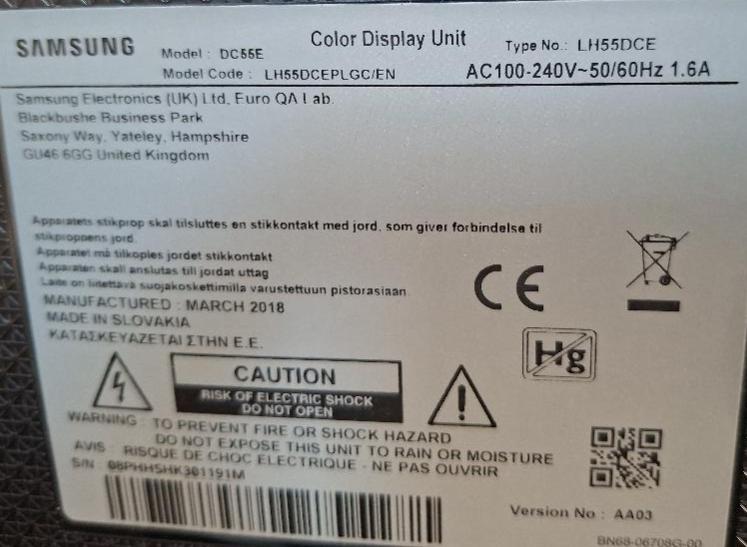 SAMSUNG
Color Display Unit
Model : DC55E
Type No.: LH55DCE
Model Code : LH55DCEPLGC/EN
AC100-240V~50/60Hz 1.6A
Samsung Electronics (UK) Ltd, Euro QA Lab.
Blackbushe Business Park
Saxony Way, Yateley, Hampshire
GU46 6GG United Kingdom
Apparatets stikprop skal tilsluttes en stikkontakt med jord, som giver forbindelse til
stikproppens jord.
Apparatet må tilkoples jordet stikkontakt
Apparaten skall anslutas till jordat uttag
Laite on liitettävä suojakoskettimilla varustettuun pistorasiaan
MANUFACTURED : MARCH 2018
MADE IN SLOVAKIA
ΚΑΤΑΣΚΕΥΑΖΕΤΑΙ ΣΤΗΝ Ε.Ε.
CE
Hg
CAUTION
RISK OF ELECTRIC SHOCK
DO NOT OPEN
WARNING : TO PREVENT FIRE OR SHOCK HAZARD
DO NOT EXPOSE THIS UNIT TO RAIN OR MOISTURE
AVIS : RISQUE DE CHOC ELECTRIQUE - NE PAS OUVRIR
S/N : 08PHHSHK301191M
Version No : AA03
BN68-06708G-00